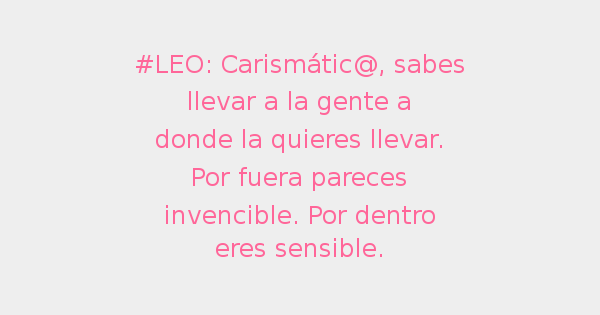 #LEO: Carismátic@, sabes
llevar a la gente a
donde la quieres llevar.
Por fuera pareces
invencible. Por dentro
eres sensible.